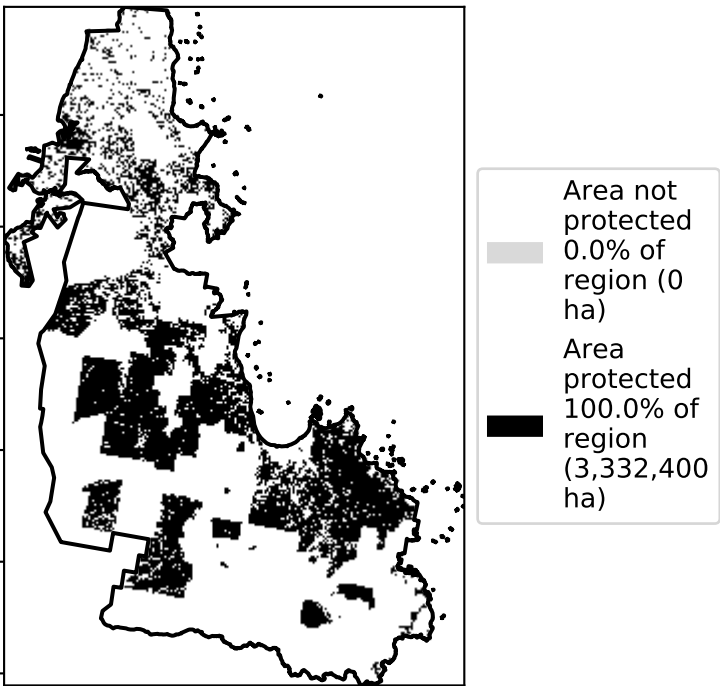 Area not
protected
0.0% of
region (0
ha)
Area
protected
100.0% of
region
(3,332,400
ha)